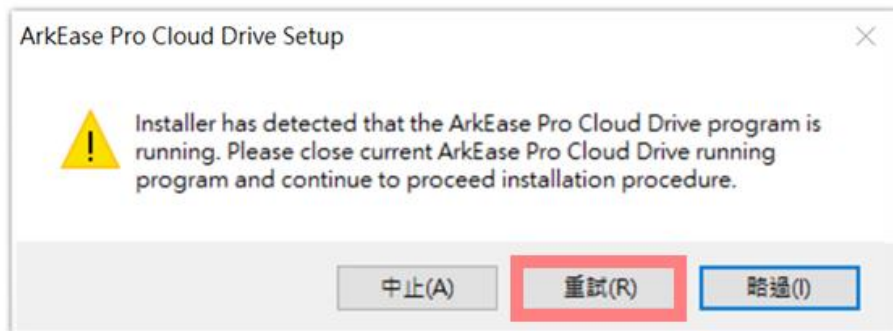 ArkEase Pro Cloud Drive Setup
Installer has detected that the ArkEase Pro Cloud Drive program is
running. Please close current ArkEase Pro Cloud Drive running
program and continue to proceed installation procedure.
中止(A) 重試(R) 略過(I)